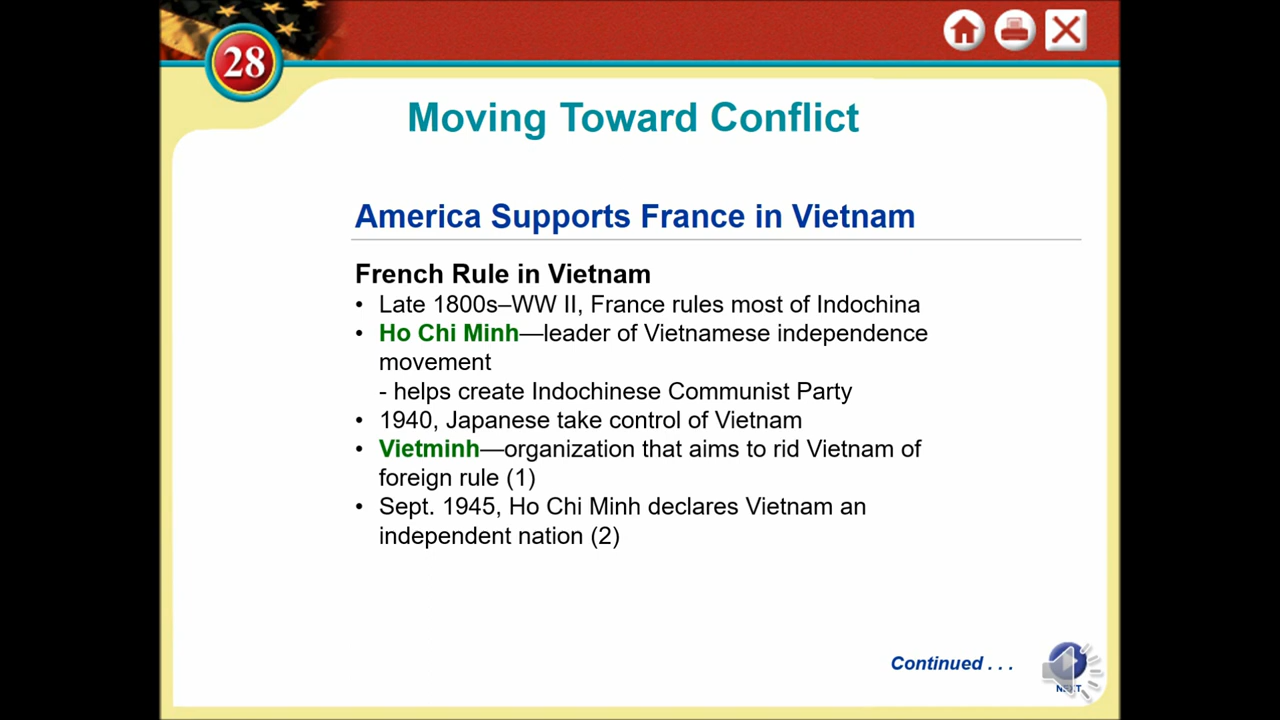 28
Moving Toward Conflict
America Supports France in Vietnam
French Rule in Vietnam
• Late 1800s–WW II, France rules most of Indochina
• Ho Chi Minh—leader of Vietnamese independence
movement
- helps create Indochinese Communist Party
• 1940, Japanese take control of Vietnam
• Vietminh—organization that aims to rid Vietnam of
foreign rule (1)
• Sept. 1945, Ho Chi Minh declares Vietnam an
independent nation (2)
Continued . . .